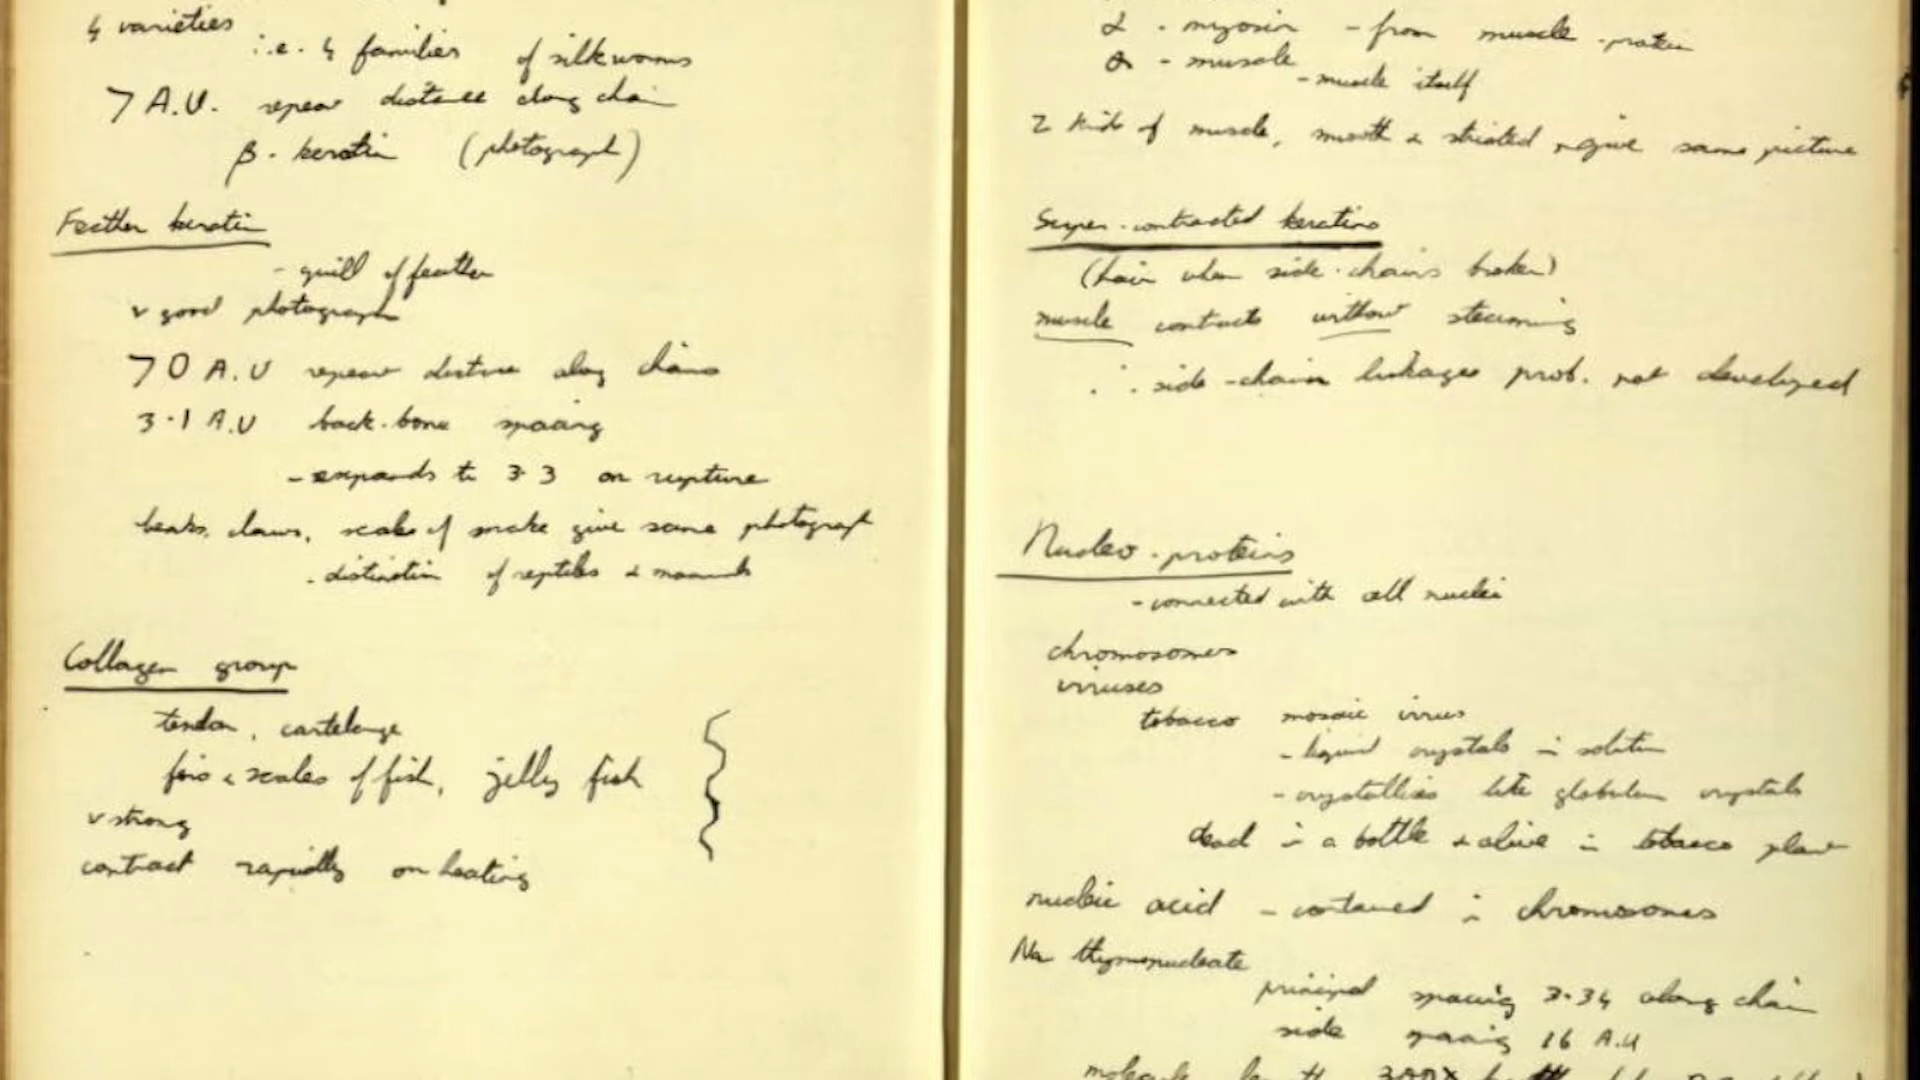 4 varieties
i.e. 4 families of silkworms
7 A.U. repeat distance along chain
β-keratin (photograph)
Feather keratin
- quill of feather
v good photograph
70 A.U repeat distance along chains
3.1 A.U back-bone spacing
- expands to 3.3 on rupture
beaks, claws, scales of snake give same photograph
- distinction of reptiles & mammals
Collagen group
tendon, cartelage
fins & scales of fish, jelly fish
v strong
contract rapidly on heating
α - myosin - from muscle-protein
α - muscle
- muscle itself
2 kinds of muscle, smooth & striated, give same picture
Super-contracted keratins
(hair when side-chains broken)
muscle contracts without steaming
∴ side-chain linkages prob. not developed
Nucleo-proteins
- connected with cell nuclei
chromosomes
viruses
tobacco mosaic virus
- liquid crystals in solution
- crystallises like globular crystals
dead in a bottle & alive in tobacco plant
nucleic acid - contained in chromosomes
Na thymonucleate
principal spacing 3.34 along chain
side spacing 16 A.U
molecule length 300x